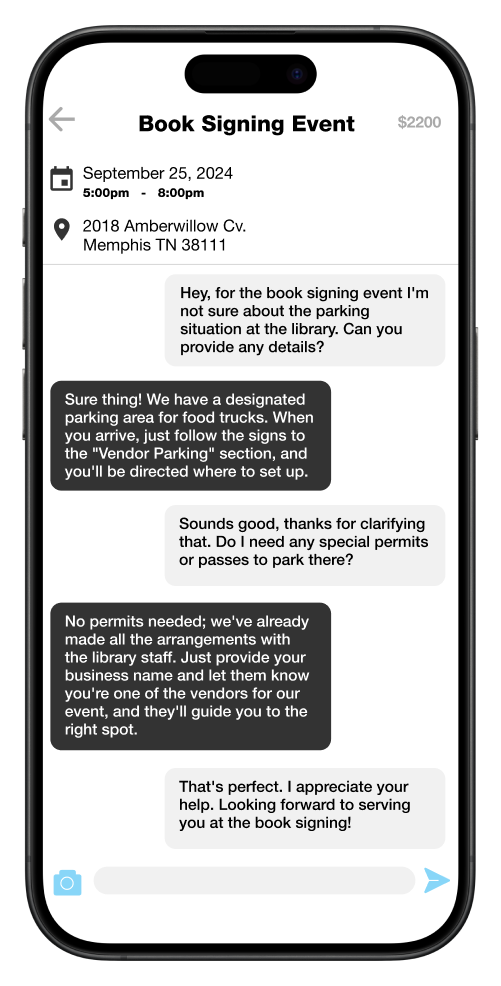 Book Signing Event
$2200
September 25, 2024
5:00pm - 8:00pm
2018 Amberwillow Cv.
Memphis TN 38111
Hey, for the book signing event I'm
not sure about the parking
situation at the library. Can you
provide any details?
Sure thing! We have a designated
parking area for food trucks. When
you arrive, just follow the signs to
the "Vendor Parking" section, and
you'll be directed where to set up.
Sounds good, thanks for clarifying
that. Do I need any special permits
or passes to park there?
No permits needed; we've already
made all the arrangements with
the library staff. Just provide your
business name and let them know
you're one of the vendors for our
event, and they'll guide you to the
right spot.
That's perfect. I appreciate your
help. Looking forward to serving
you at the book signing!